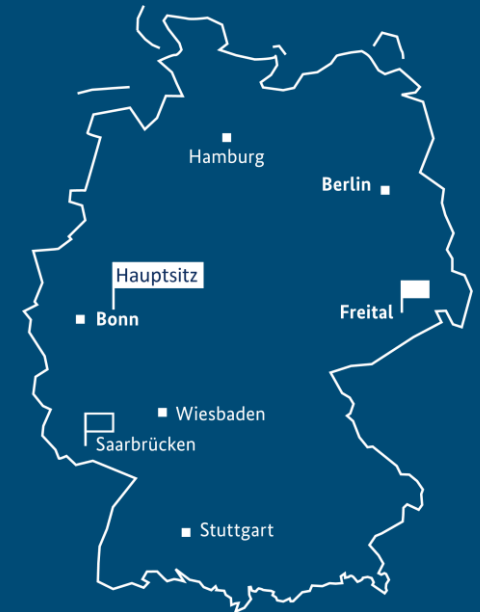 Hamburg
Berlin
Hauptsitz
Freital
Bonn
Wiesbaden
Saarbrücken
Stuttgart